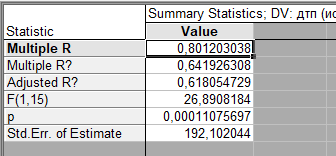 Summary Statistics; DV: дтп (ис
Statistic Value
Multiple R 0,801203038
Multiple R? 0,641926308
Adjusted R? 0,618054729
F(1,15) 26,8908184
p 0,00011075697
Std.Err. of Estimate 192,102044